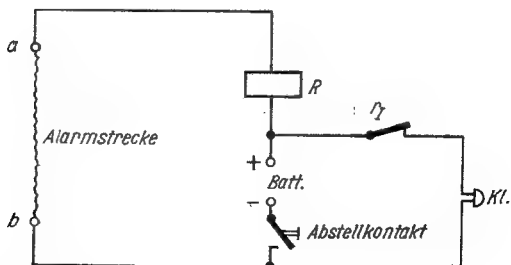 a
R
r₁
Alarmstrecke
+
Batt.
Kl.
b
−
Abstellkontakt